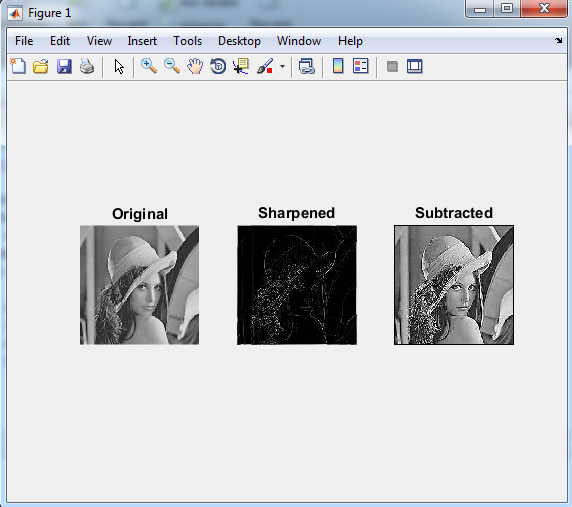 Figure 1
File Edit View Insert Tools Desktop Window Help
Original Sharpened Subtracted